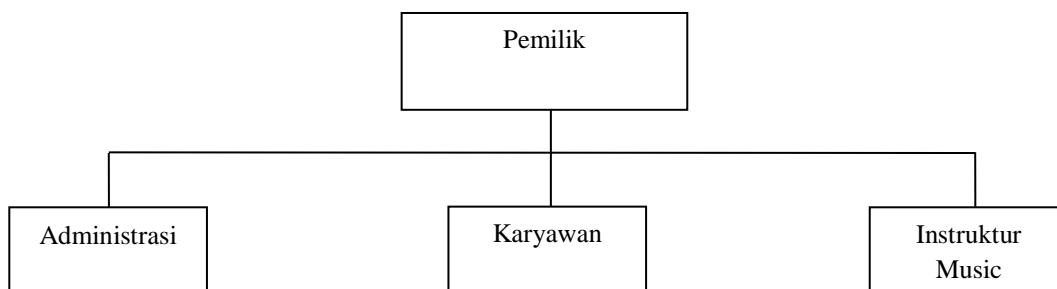 Pemilik
Administrasi
Karyawan
Instruktur
Music